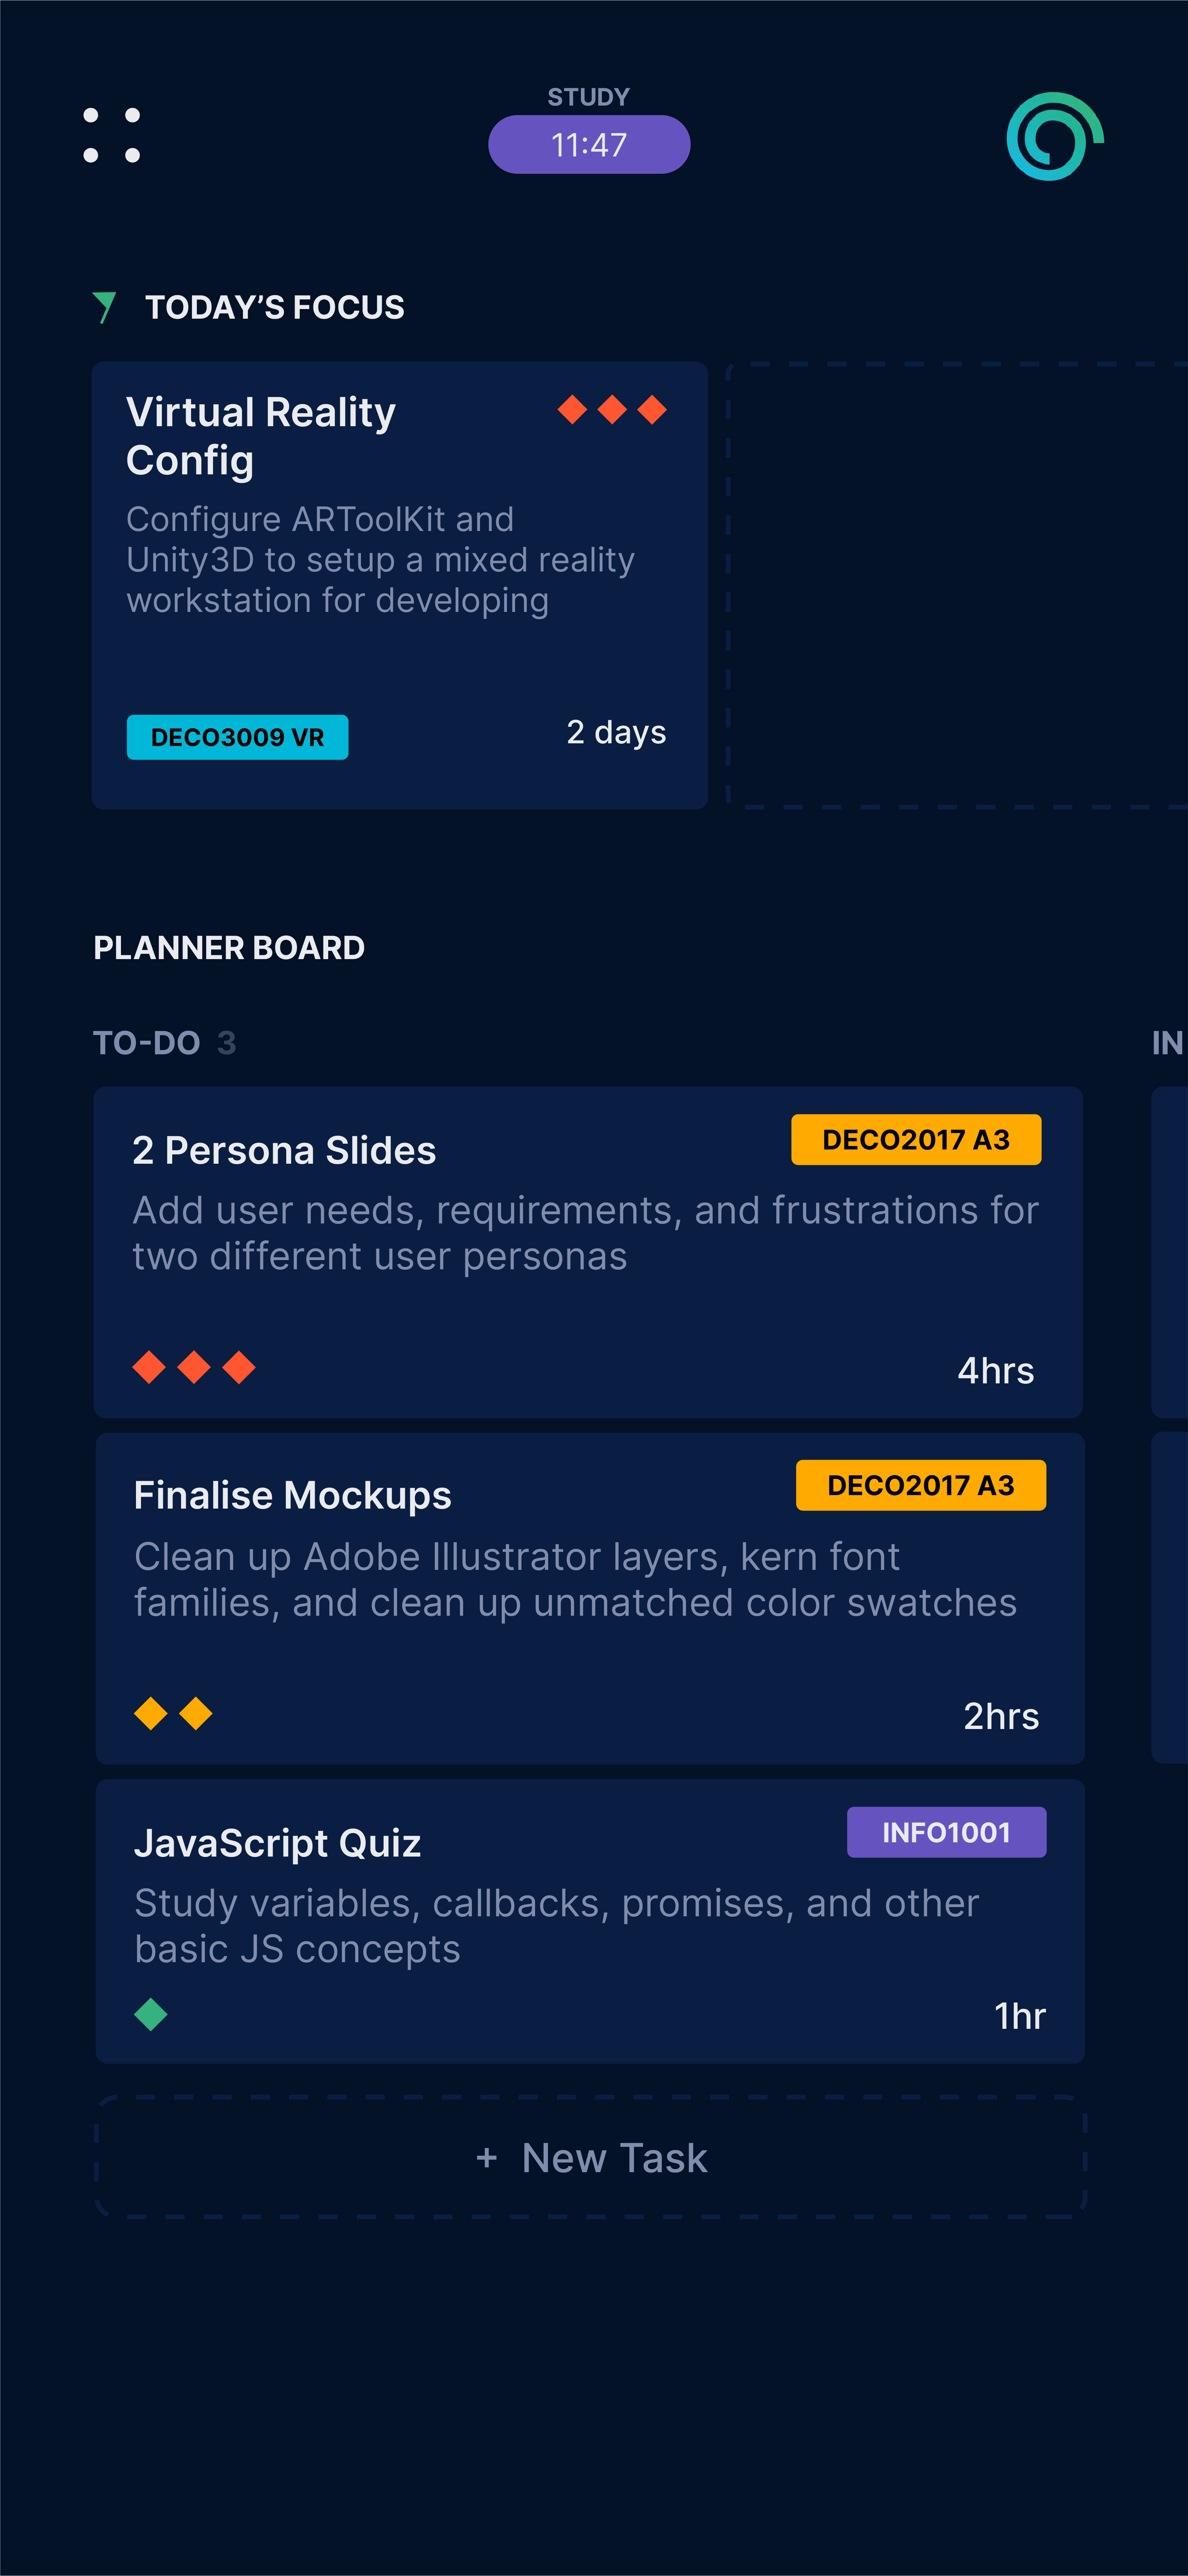 STUDY
11:47
TODAY’S FOCUS
Virtual Reality
Config
Configure ARToolKit and
Unity3D to setup a mixed reality
workstation for developing
DECO3009 VR
2 days
PLANNER BOARD
TO-DO 3
IN
2 Persona Slides
DECO2017 A3
Add user needs, requirements, and frustrations for
two different user personas
4hrs
Finalise Mockups
DECO2017 A3
Clean up Adobe Illustrator layers, kern font
families, and clean up unmatched color swatches
2hrs
JavaScript Quiz
INFO1001
Study variables, callbacks, promises, and other
basic JS concepts
1hr
+ New Task